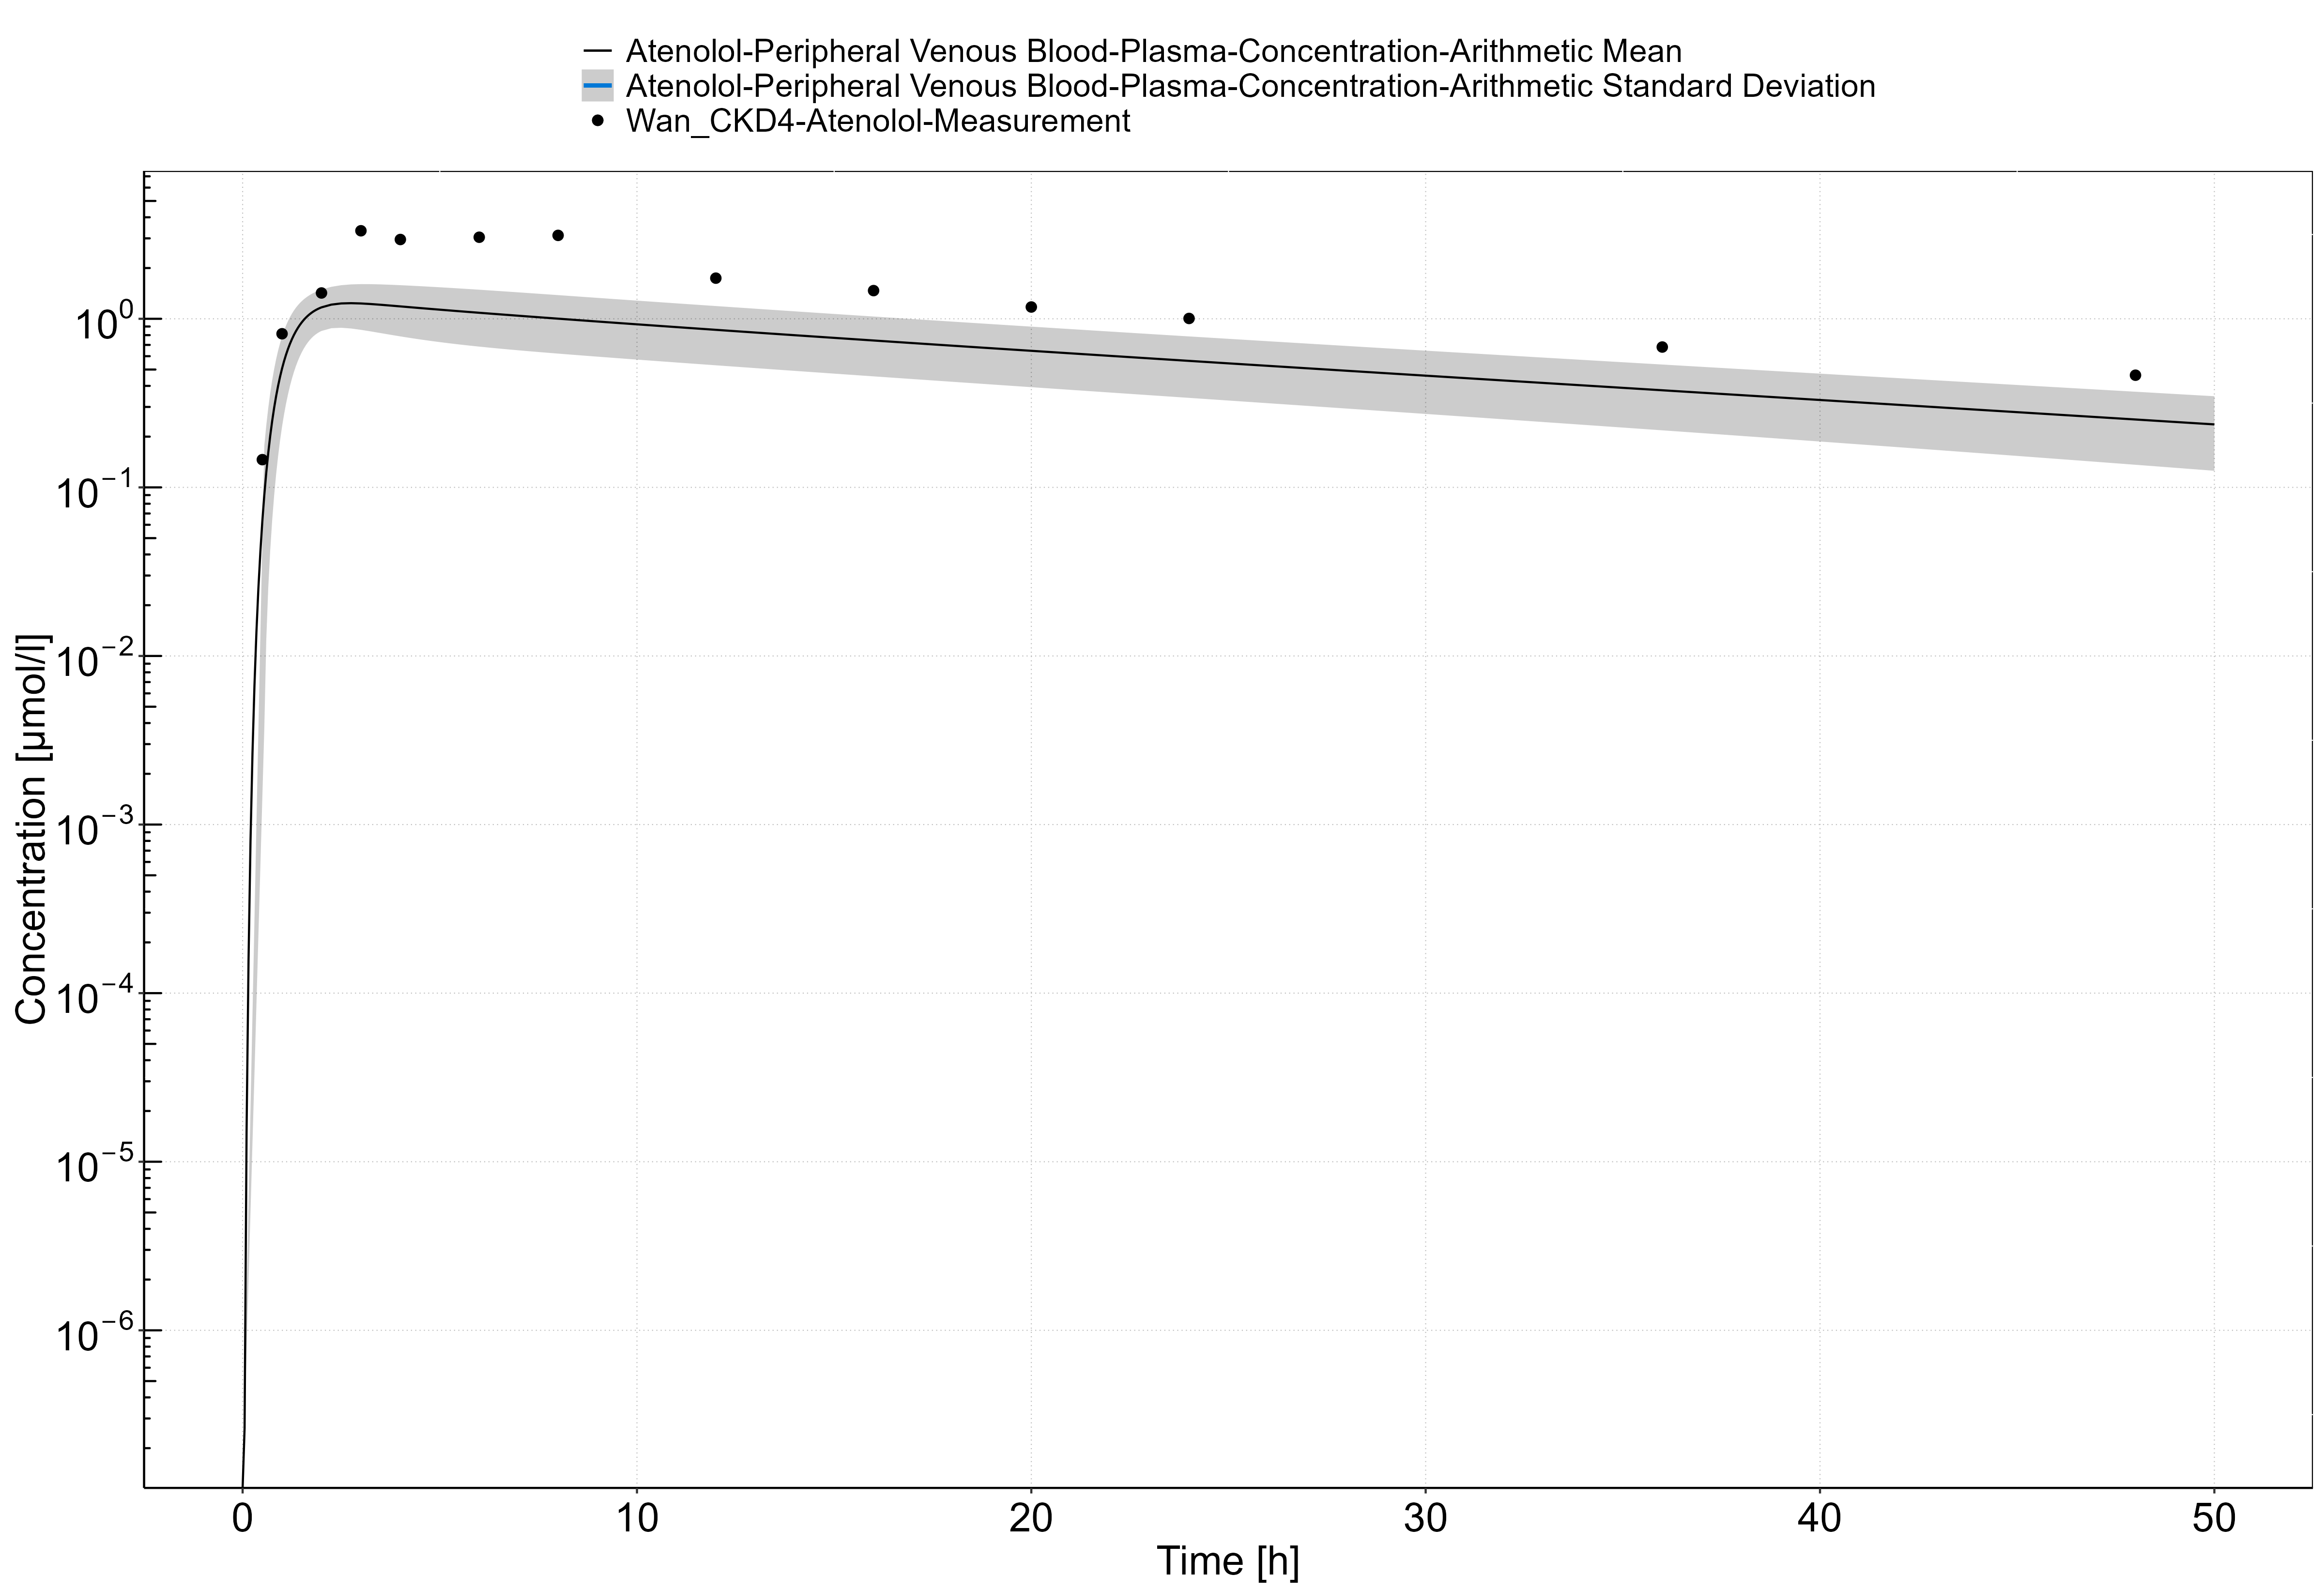 Atenolol-Peripheral Venous Blood-Plasma-Concentration-Arithmetic Mean
Atenolol-Peripheral Venous Blood-Plasma-Concentration-Arithmetic Standard Deviation
Wan_CKD4-Atenolol-Measurement
Concentration [µmol/l]
10⁰
10⁻¹
10⁻²
10⁻³
10⁻⁴
10⁻⁵
10⁻⁶
0 10 20 30 40 50
Time [h]